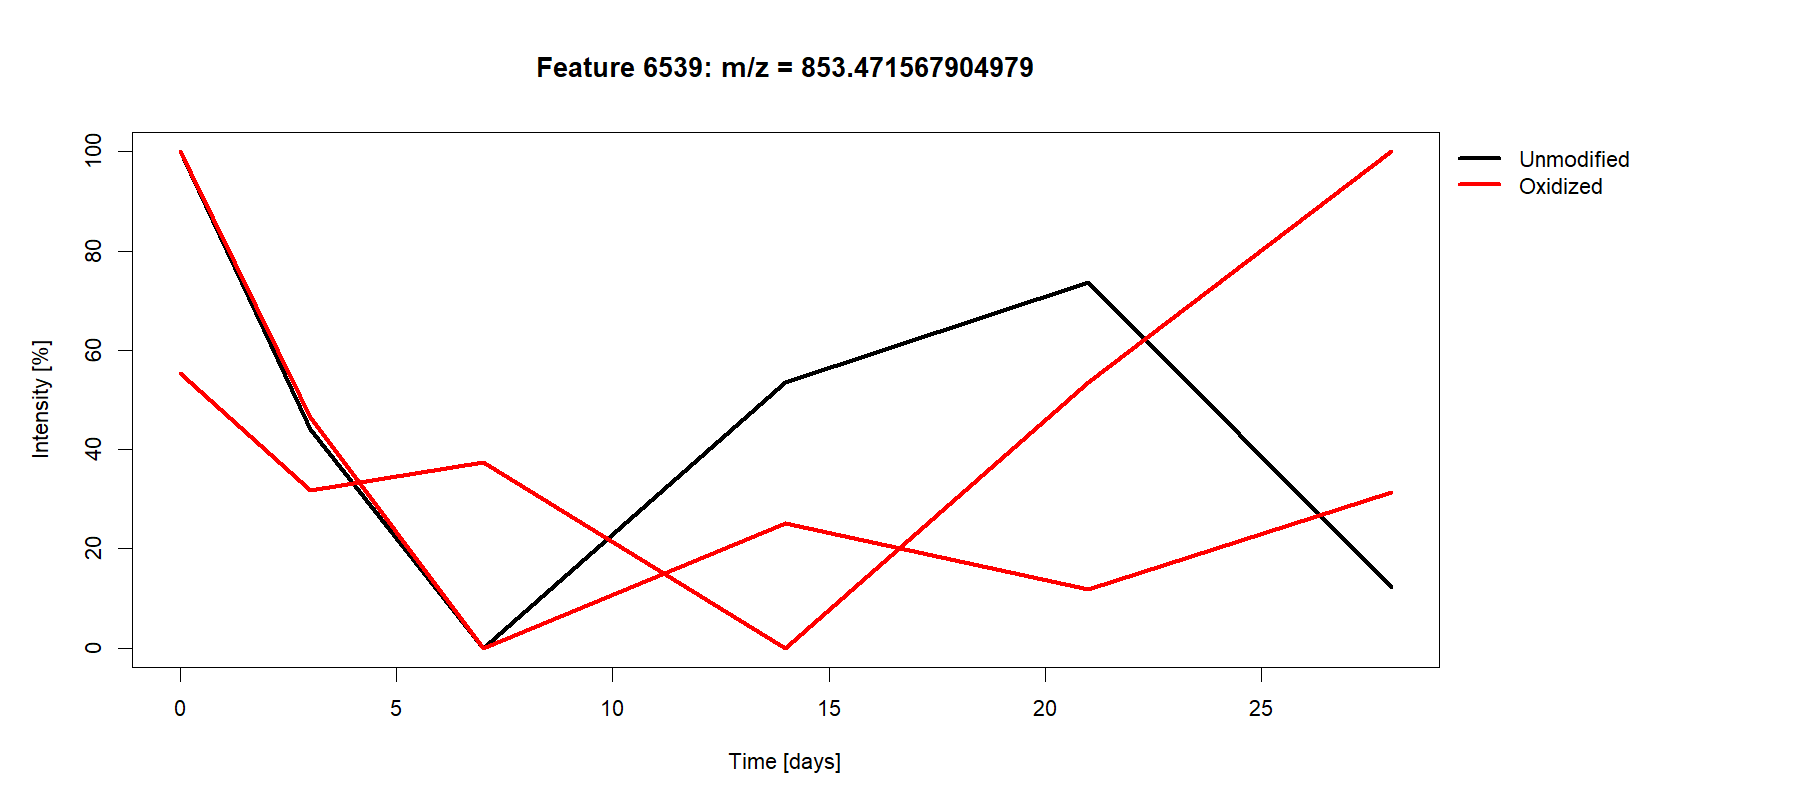 Feature 6539: m/z = 853.471567904979
Unmodified
Oxidized
Intensity [%]
100
80
60
40
20
0
0 5 10 15 20 25
Time [days]